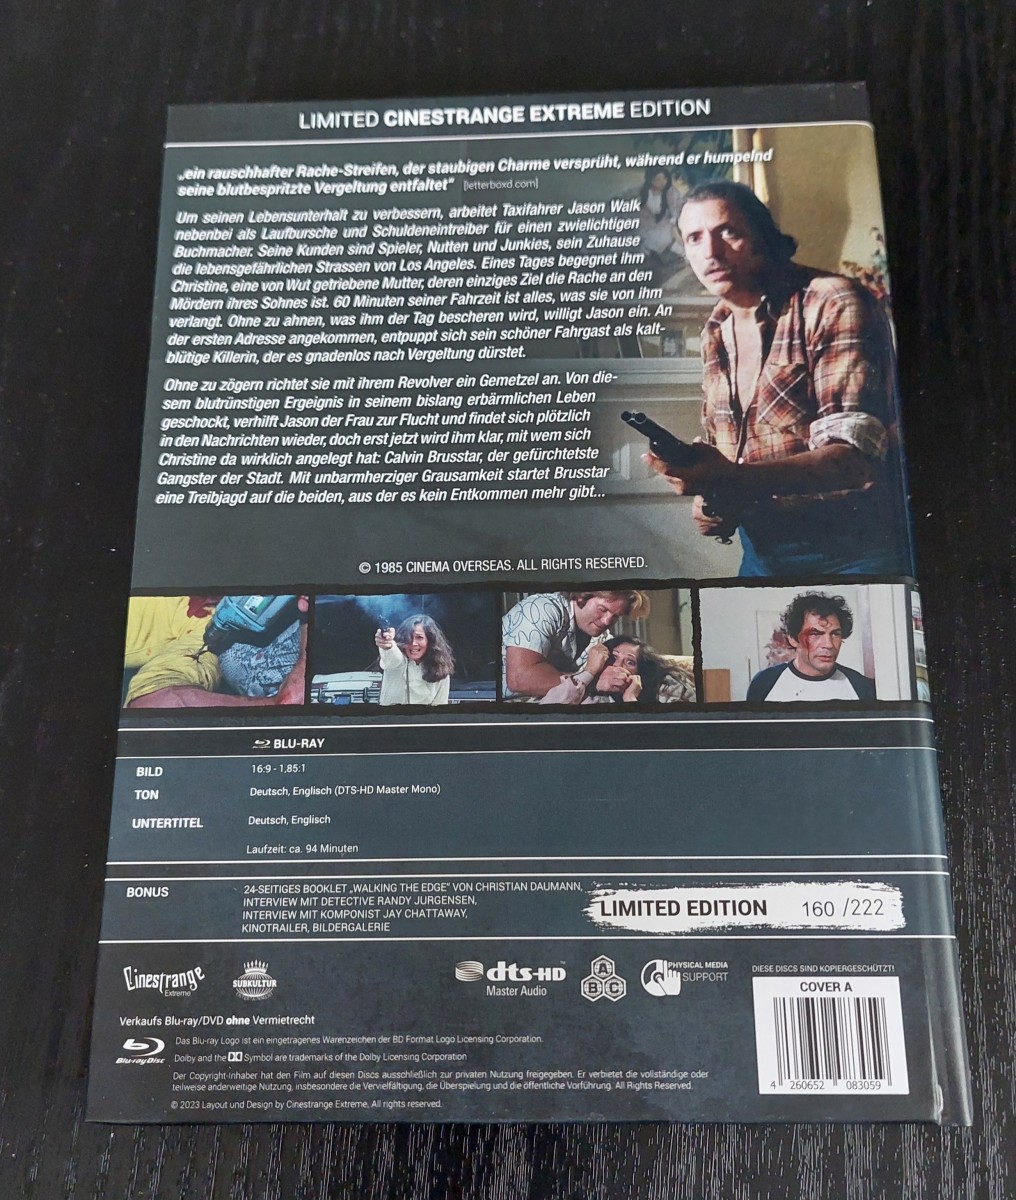 LIMITED CINESTRANGE EXTREME EDITION
„ein rauschhafter Rache-Streifen, der staubigen Charme versprüht, während er humpelnd
seine blutbespritzte Vergeltung entfaltet" [letterboxd.com]
Um seinen Lebensunterhalt zu verbessern, arbeitet Taxifahrer Jason Walk
nebenbei als Laufbursche und Schuldeneintreiber für einen zwielichtigen
Buchmacher. Seine Kunden sind Spieler, Nutten und Junkies, sein Zuhause
die lebensgefährlichen Strassen von Los Angeles. Eines Tages begegnet ihm
Christine, eine von Wut getriebene Mutter, deren einziges Ziel die Rache an den
Mördern ihres Sohnes ist. 60 Minuten seiner Fahrzeit ist alles, was sie von ihm
verlangt. Ohne zu ahnen, was ihm der Tag bescheren wird, willigt Jason ein. An
der ersten Adresse angekommen, entpuppt sich sein schöner Fahrgast als kalt-
blütige Killerin, der es gnadenlos nach Vergeltung dürstet.
Ohne zu zögern richtet sie mit ihrem Revolver ein Gemetzel an. Von die-
sem blutrünstigen Ergeignis in seinem bislang erbärmlichen Leben
geschockt, verhilft Jason der Frau zur Flucht und findet sich plötzlich
in den Nachrichten wieder, doch erst jetzt wird ihm klar, mit wem sich
Christine da wirklich angelegt hat: Calvin Brusstar, der gefürchtetste
Gangster der Stadt. Mit unbarmherziger Grausamkeit startet Brusstar
eine Treibjagd auf die beiden, aus der es kein Entkommen mehr gibt...
© 1985 CINEMA OVERSEAS. ALL RIGHTS RESERVED.
BLU-RAY
BILD 16:9 - 1,85:1
TON Deutsch, Englisch (DTS-HD Master Mono)
UNTERTITEL Deutsch, Englisch
Laufzeit: ca. 94 Minuten
BONUS 24-SEITIGES BOOKLET „WALKING THE EDGE" VON CHRISTIAN DAUMANN,
INTERVIEW MIT DETECTIVE RANDY JURGENSEN,
INTERVIEW MIT KOMPONIST JAY CHATTAWAY,
KINOTRAILER, BILDERGALERIE
LIMITED EDITION 160 /222
Cinestrange
Extreme
SUBKULTUR
ENTERTAINMENT
dts-HD
Master Audio
A
B C
PHYSICAL MEDIA
SUPPORT
DIESE DISCS SIND KOPIERGESCHÜTZT!
COVER A
4 260652 083059
Verkaufs Blu-ray/DVD ohne Vermietrecht
Blu-ray Disc
Das Blu-ray Logo ist ein eingetragenes Warenzeichen der BD Format Logo Licensing Corporation.
Dolby and the Symbol are trademarks of the Dolby Licensing Corporation
Der Copyright-Inhaber hat den Film auf diesen Discs ausschließlich zur privaten Nutzung freigegeben. Er verbietet die vollständige oder
teilweise anderweitige Nutzung, insbesondere die Vervielfältigung, die Überspielung und die öffentliche Vorführung. All Rights Reserved.
© 2023 Layout und Design by Cinestrange Extreme. All rights reserved.